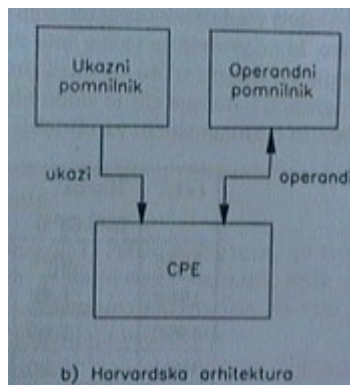 Ukazni
pomnilnik
Operandni
pomnilnik
ukazi
operandi
CPE
b) Harvardska arhitektura